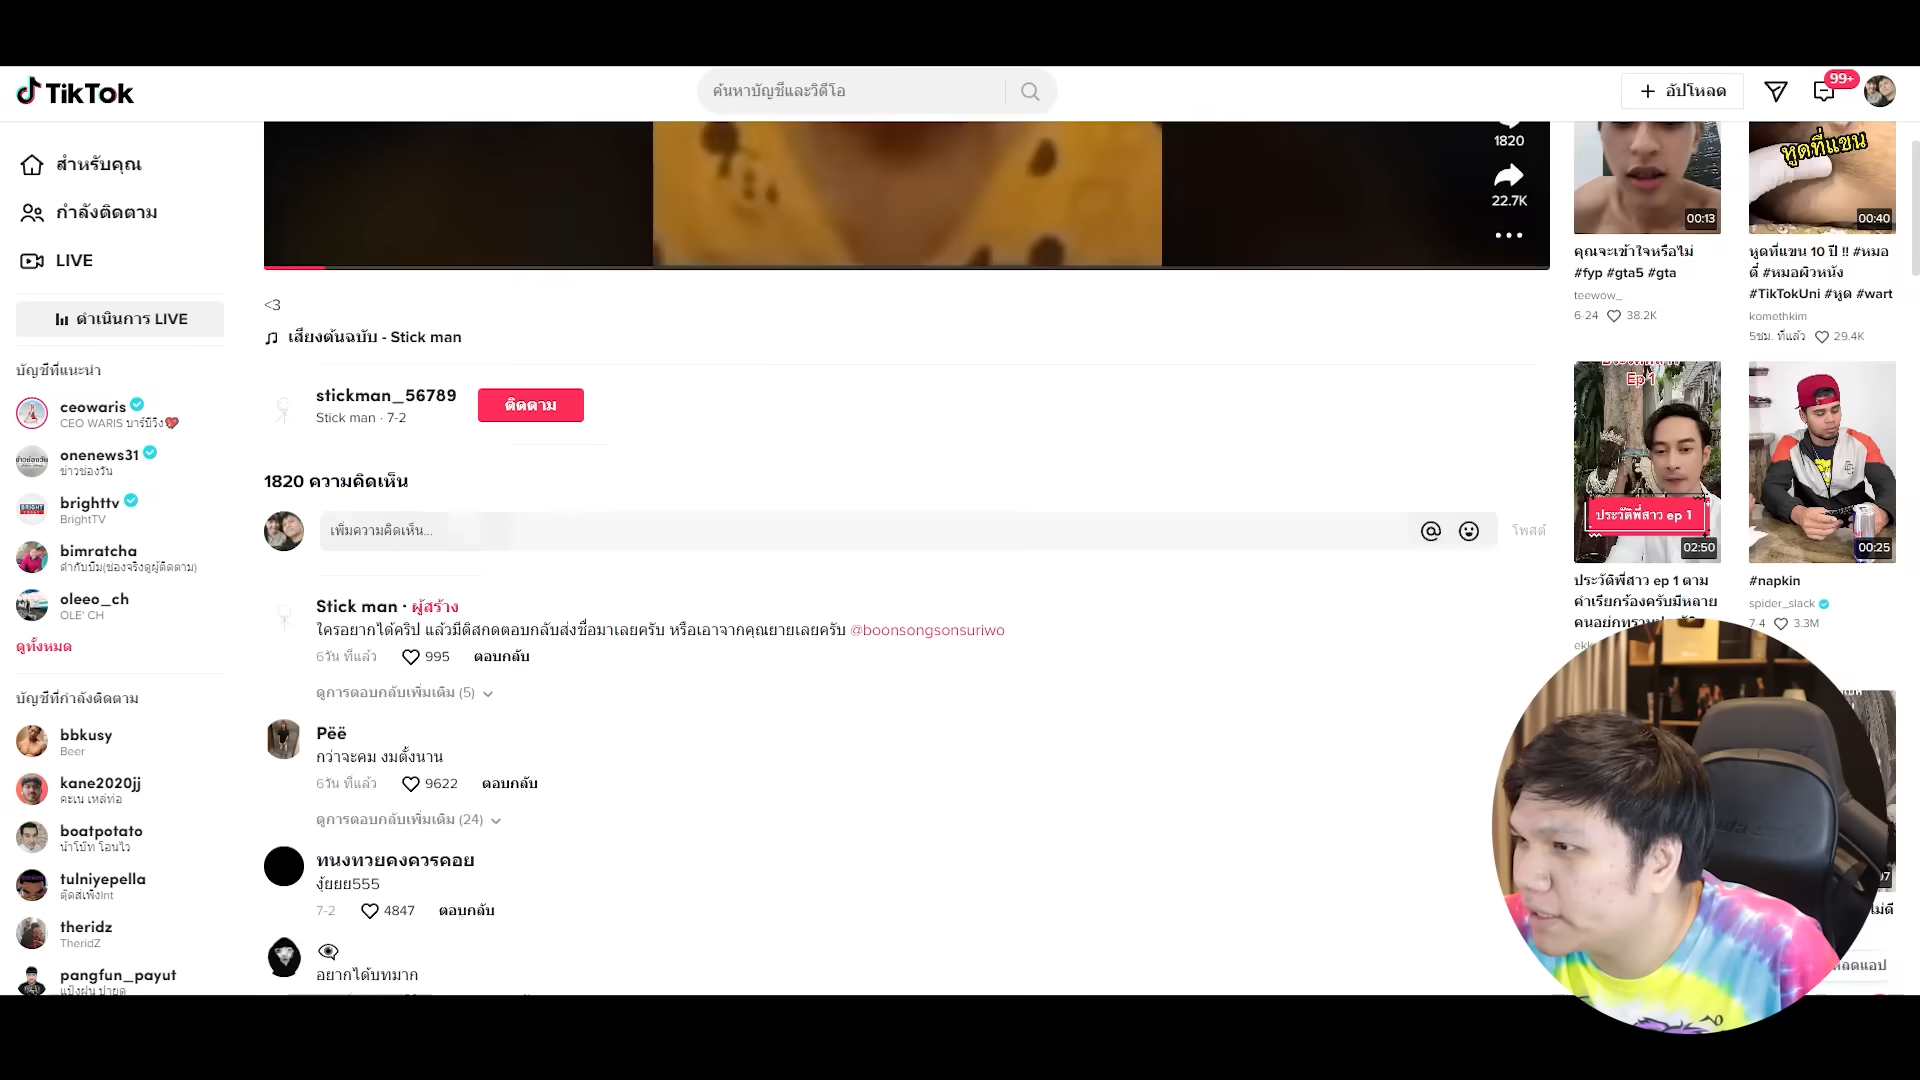 TikTok
ค้นหาบัญชีและวิดีโอ
อัปโหลด
99+
สำหรับคุณ
กำลังติดตาม
LIVE
ดำเนินการ LIVE
บัญชีที่แนะนำ
ceowaris
CEO WARIS บาร์บี้วิ้ง
onenews31
ข่าวช่องวัน
brighttv
BrightTV
bimratcha
ดำกับบิ๋ม(ช่องจริงดูผู้ติดตาม)
oleeo_ch
OLE' CH
ดูทั้งหมด
บัญชีที่กำลังติดตาม
bbkusy
Beer
kane2020jj
คะเน เหล่ท่อ
boatpotato
น้าโบ๊ท โอนไว
tulniyepella
ตุ๊ดส์เพิ่งInt
theridz
TheridZ
pangfun_payut
แป้งฝุ่น ปายุด
1820
22.7K
<3
เสียงต้นฉบับ - Stick man
stickman_56789
Stick man · 7-2
ติดตาม
1820 ความคิดเห็น
เพิ่มความคิดเห็น...
โพสต์
Stick man · ผู้สร้าง
ใครอยากได้คริป แล้วมีดิสกดตอบกลับส่งชื่อมาเลยครับ หรือเอาจากคุณยายเลยครับ @boonsongsonsuriwo
6วัน ที่แล้ว
995
ตอบกลับ
ดูการตอบกลับเพิ่มเติม (5)
Pëë
กว่าจะคม งมตั้งนาน
6วัน ที่แล้ว
9622
ตอบกลับ
ดูการตอบกลับเพิ่มเติม (24)
ทนงทวยคงควรคอย
งุ้ยยย555
7-2
4847
ตอบกลับ
อยากได้บทมาก
00:13
คุณจะเข้าใจหรือไม่
#fyp #gta5 #gta
teewow_
6-24
38.2K
หูดที่แขน
00:40
หูดที่แขน 10 ปี !! #หมอ
ตี๋ #หมอผิวหนัง
#TikTokUni #หูด #wart
komethkim
5ชม. ที่แล้ว
29.4K
Ep 1
ประวัติพี่สาว ep 1
02:50
ประวัติพี่สาว ep 1 ตาม
คำเรียกร้องครับมีหลาย
00:25
#napkin
spider_slack
7-4
3.3M